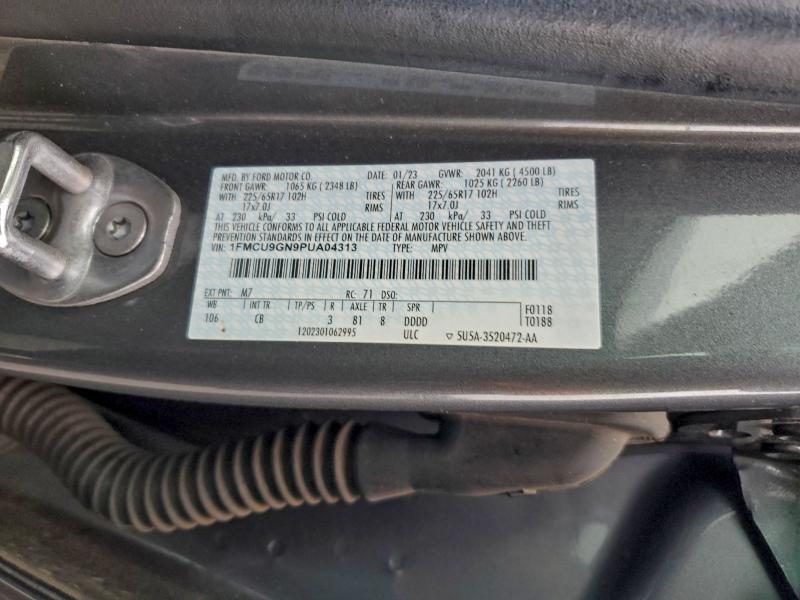 MFD. BY FORD MOTOR CO. DATE: 01/23 GVWR: 2041 KG ( 4500 LB)
FRONT GAWR: 1065 KG ( 2348 LB) REAR GAWR: 1025 KG ( 2260 LB)
WITH 225/65R17 102H TIRES WITH 225/65R17 102H TIRES
17x7.0J RIMS 17x7.0J RIMS
AT 230 kPa/ 33 PSI COLD AT 230 kPa/ 33 PSI COLD
THIS VEHICLE CONFORMS TO ALL APPLICABLE FEDERAL MOTOR VEHICLE SAFETY AND THEFT
PREVENTION STANDARDS IN EFFECT ON THE DATE OF MANUFACTURE SHOWN ABOVE.
VIN: 1FMCU9GN9PUA04313 TYPE: MPV
EXT PNT: M7 RC: 71 DSO:
WB INT TR TP/PS R AXLE TR SPR F0118
106 CB 3 81 8 DDDD T0188
1202301062995 ULC ▽ 5U5A-3520472-AA